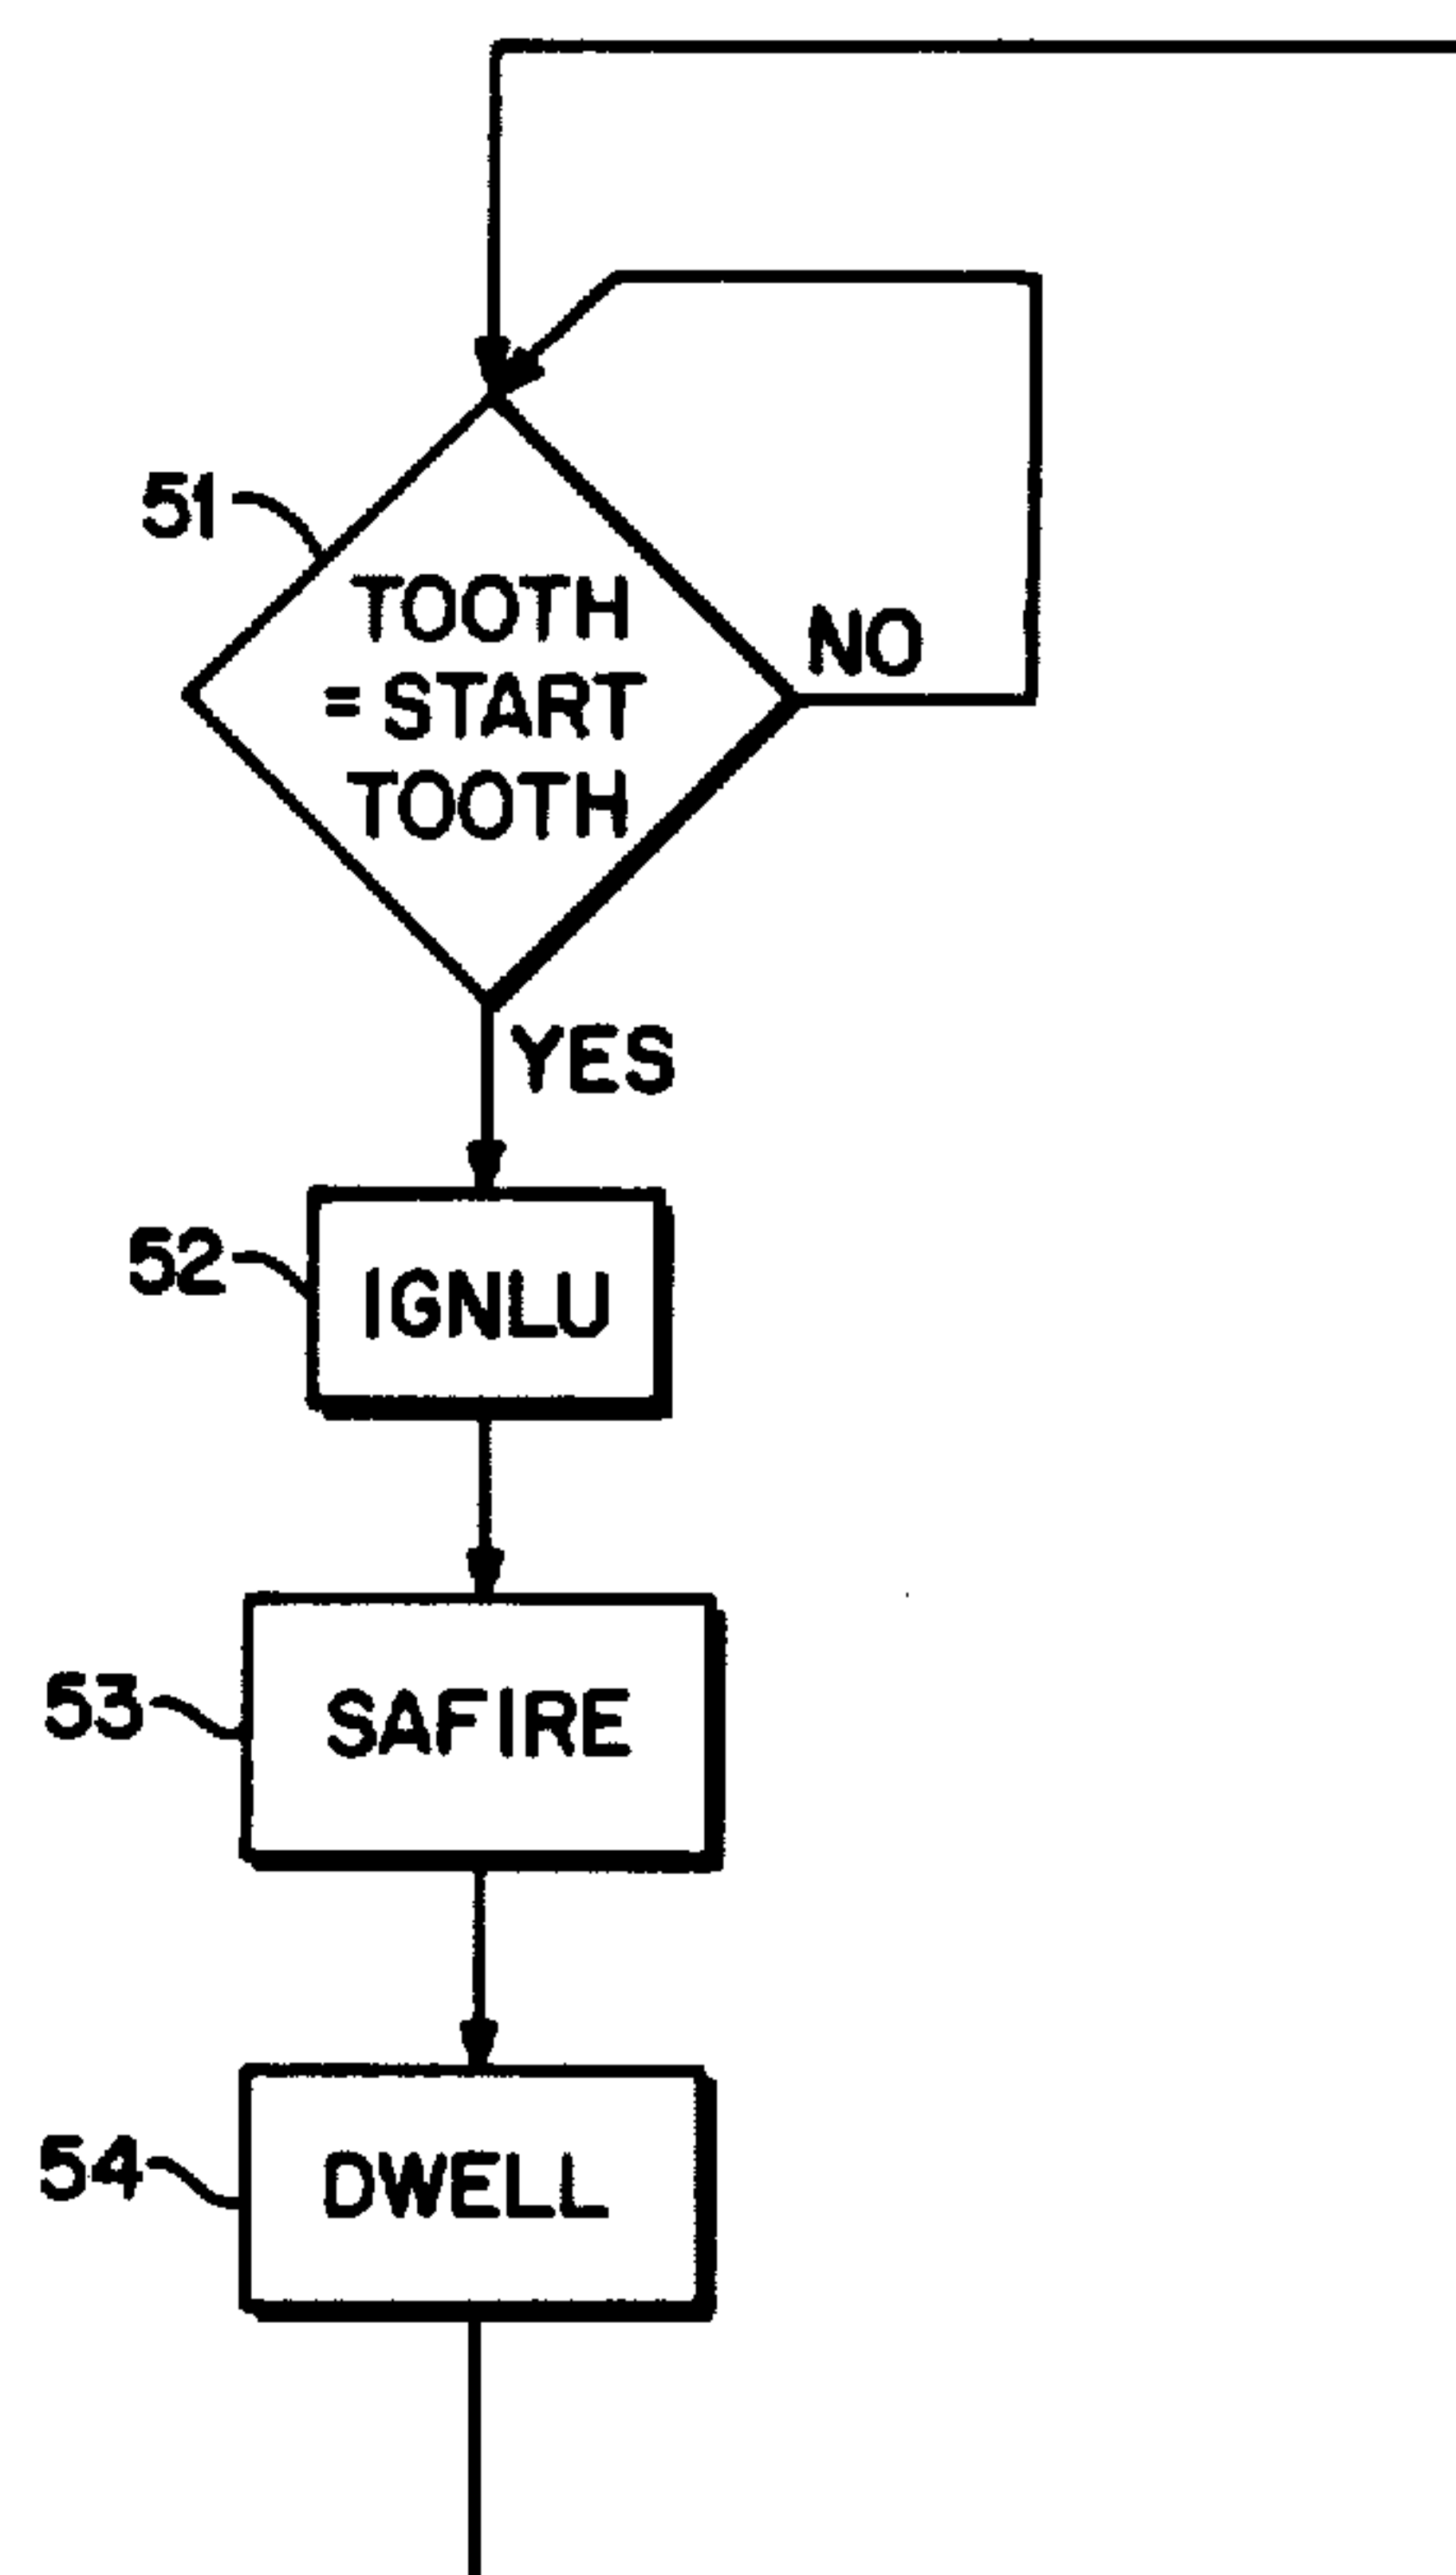 51
TOOTH
= START
TOOTH
NO
YES
52
IGNLU
53
SAFIRE
54
DWELL